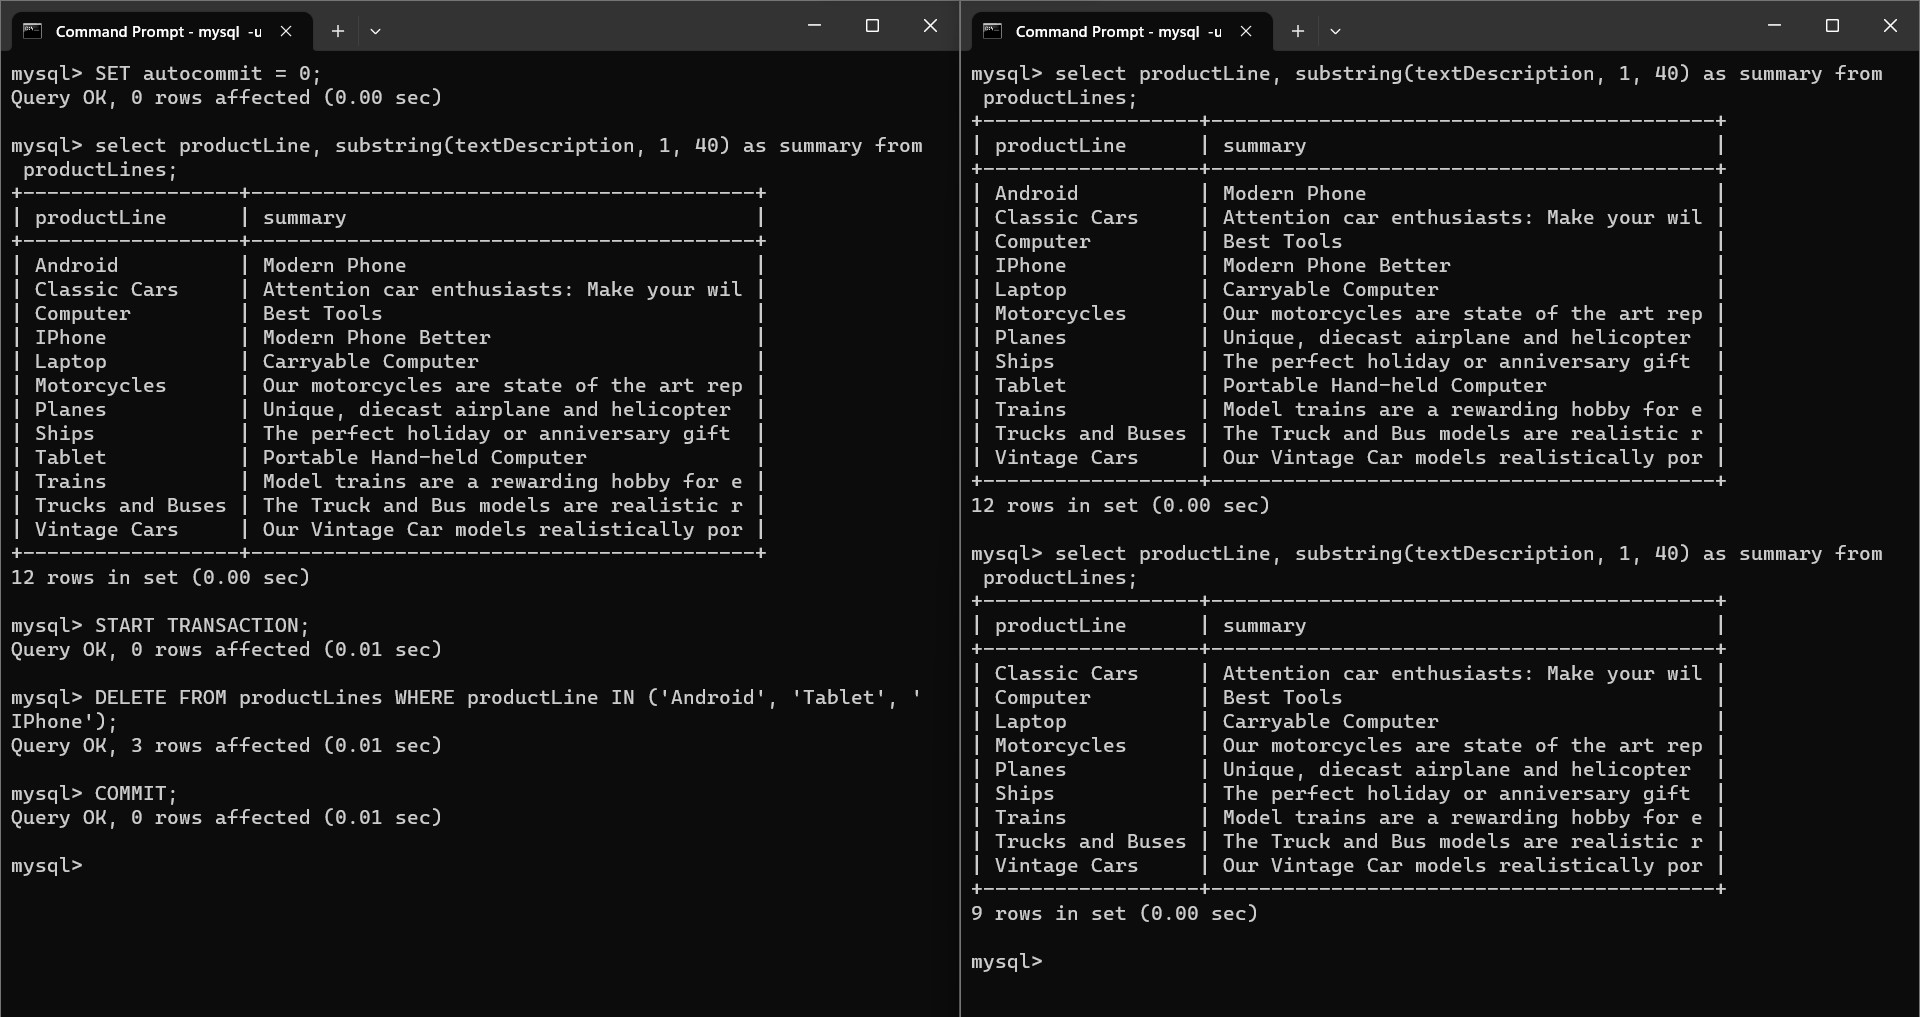 Command Prompt - mysql -u
mysql> SET autocommit = 0;
Query OK, 0 rows affected (0.00 sec)
mysql> select productLine, substring(textDescription, 1, 40) as summary from
 productLines;
+------------------+------------------------------------------+
| productLine      | summary                                  |
+------------------+------------------------------------------+
| Android          | Modern Phone                             |
| Classic Cars     | Attention car enthusiasts: Make your wil |
| Computer         | Best Tools                               |
| IPhone           | Modern Phone Better                      |
| Laptop           | Carryable Computer                       |
| Motorcycles      | Our motorcycles are state of the art rep |
| Planes           | Unique, diecast airplane and helicopter  |
| Ships            | The perfect holiday or anniversary gift  |
| Tablet           | Portable Hand-held Computer              |
| Trains           | Model trains are a rewarding hobby for e |
| Trucks and Buses | The Truck and Bus models are realistic r |
| Vintage Cars     | Our Vintage Car models realistically por |
+------------------+------------------------------------------+
12 rows in set (0.00 sec)
mysql> START TRANSACTION;
Query OK, 0 rows affected (0.01 sec)
mysql> DELETE FROM productLines WHERE productLine IN ('Android', 'Tablet', '
IPhone');
Query OK, 3 rows affected (0.01 sec)
mysql> COMMIT;
Query OK, 0 rows affected (0.01 sec)
mysql>
Command Prompt - mysql -u
mysql> select productLine, substring(textDescription, 1, 40) as summary from
 productLines;
+------------------+------------------------------------------+
| productLine      | summary                                  |
+------------------+------------------------------------------+
| Android          | Modern Phone                             |
| Classic Cars     | Attention car enthusiasts: Make your wil |
| Computer         | Best Tools                               |
| IPhone           | Modern Phone Better                      |
| Laptop           | Carryable Computer                       |
| Motorcycles      | Our motorcycles are state of the art rep |
| Planes           | Unique, diecast airplane and helicopter  |
| Ships            | The perfect holiday or anniversary gift  |
| Tablet           | Portable Hand-held Computer              |
| Trains           | Model trains are a rewarding hobby for e |
| Trucks and Buses | The Truck and Bus models are realistic r |
| Vintage Cars     | Our Vintage Car models realistically por |
+------------------+------------------------------------------+
12 rows in set (0.00 sec)
mysql> select productLine, substring(textDescription, 1, 40) as summary from
 productLines;
+------------------+------------------------------------------+
| productLine      | summary                                  |
+------------------+------------------------------------------+
| Classic Cars     | Attention car enthusiasts: Make your wil |
| Computer         | Best Tools                               |
| Laptop           | Carryable Computer                       |
| Motorcycles      | Our motorcycles are state of the art rep |
| Planes           | Unique, diecast airplane and helicopter  |
| Ships            | The perfect holiday or anniversary gift  |
| Trains           | Model trains are a rewarding hobby for e |
| Trucks and Buses | The Truck and Bus models are realistic r |
| Vintage Cars     | Our Vintage Car models realistically por |
+------------------+------------------------------------------+
9 rows in set (0.00 sec)
mysql>